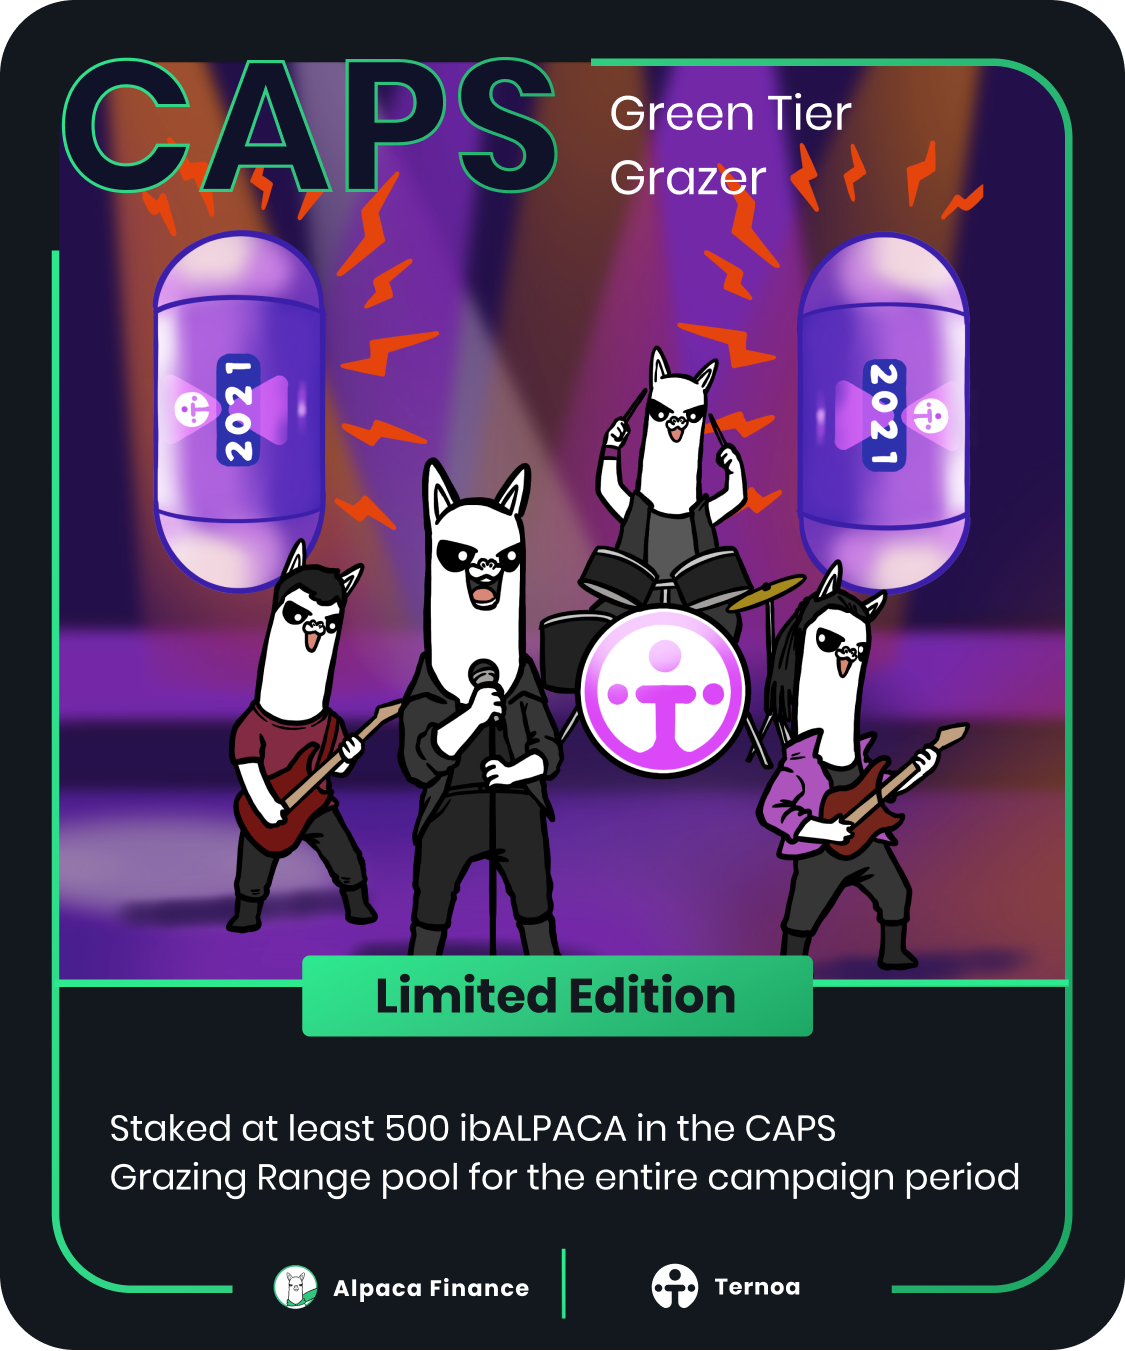 CAPS
Green Tier
Grazer
2021
2021
Limited Edition
Staked at least 500 ibALPACA in the CAPS
Grazing Range pool for the entire campaign period
Alpaca Finance
Ternoa